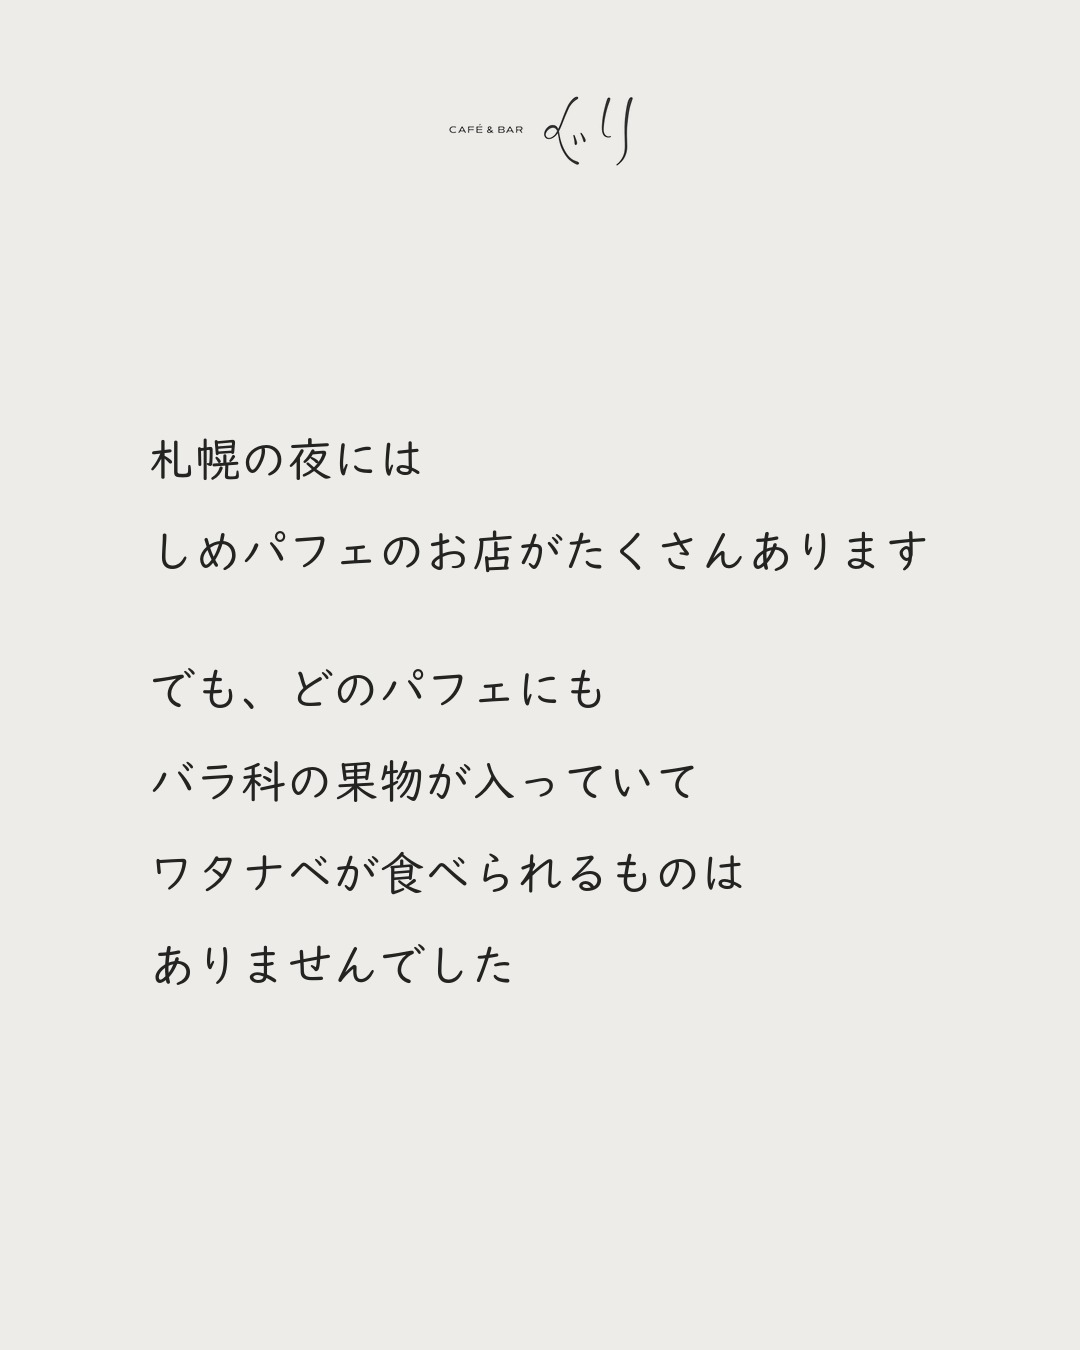 CAFÉ & BAR ぐり
札幌の夜には
しめパフェのお店がたくさんあります
でも、どのパフェにも
バラ科の果物が入っていて
ワタナベが食べられるものは
ありませんでした